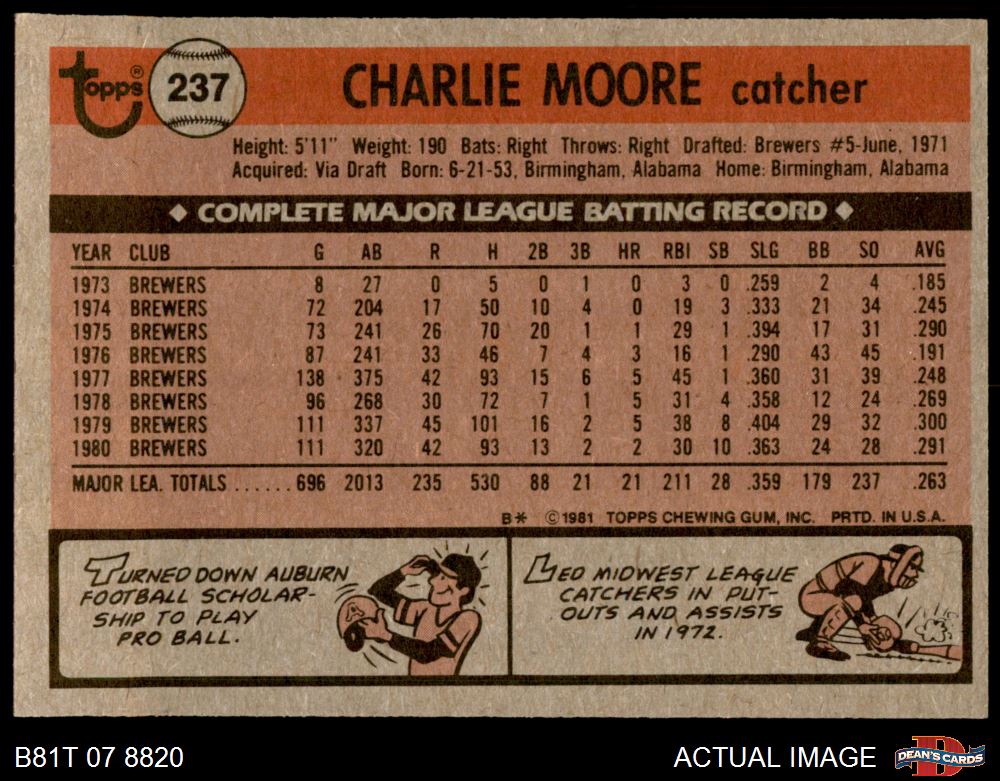 topps®
237
CHARLIE MOORE catcher
Height: 5'11" Weight: 190 Bats: Right Throws: Right Drafted: Brewers #5-June, 1971
Acquired: Via Draft Born: 6-21-53, Birmingham, Alabama Home: Birmingham, Alabama
◆ COMPLETE MAJOR LEAGUE BATTING RECORD ◆
YEAR CLUB G AB R H 2B 3B HR RBI SB SLG BB SO AVG
1973 BREWERS 8 27 0 5 0 1 0 3 0 .259 2 4 .185
1974 BREWERS 72 204 17 50 10 4 0 19 3 .333 21 34 .245
1975 BREWERS 73 241 26 70 20 1 1 29 1 .394 17 31 .290
1976 BREWERS 87 241 33 46 7 4 3 16 1 .290 43 45 .191
1977 BREWERS 138 375 42 93 15 6 5 45 1 .360 31 39 .248
1978 BREWERS 96 268 30 72 7 1 5 31 4 .358 12 24 .269
1979 BREWERS 111 337 45 101 16 2 5 38 8 .404 29 32 .300
1980 BREWERS 111 320 42 93 13 2 2 30 10 .363 24 28 .291
MAJOR LEA. TOTALS ......696 2013 235 530 88 21 21 211 28 .359 179 237 .263
B* ©1981 TOPPS CHEWING GUM, INC. PRTD. IN U.S.A.
TURNED DOWN AUBURN
FOOTBALL SCHOLAR-
SHIP TO PLAY
PRO BALL.
A
LED MIDWEST LEAGUE
CATCHERS IN PUT-
OUTS AND ASSISTS
IN 1972.
B81T 07 8820
ACTUAL IMAGE
D
DEAN'S CARDS